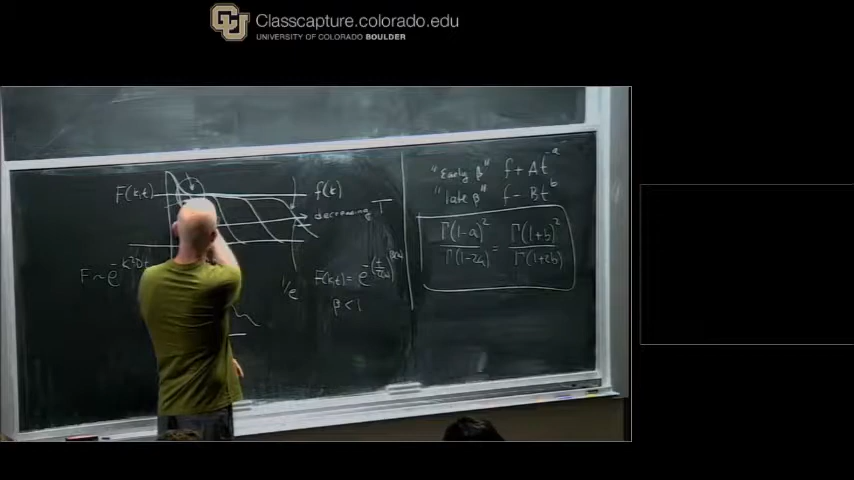 Classcapture.colorado.edu
UNIVERSITY OF COLORADO BOULDER
F(k,t)
f(k)
decreasing T
F ~ e^{-k²Dt}
1/e
F(k,t) = e^{-(t/τ(k))^{β(k)}}
β < 1
"Early β" f + At^{-a}
"late β" f - Bt^{b}
Γ(1-a)²/Γ(1-2a) = Γ(1+b)²/Γ(1+2b)